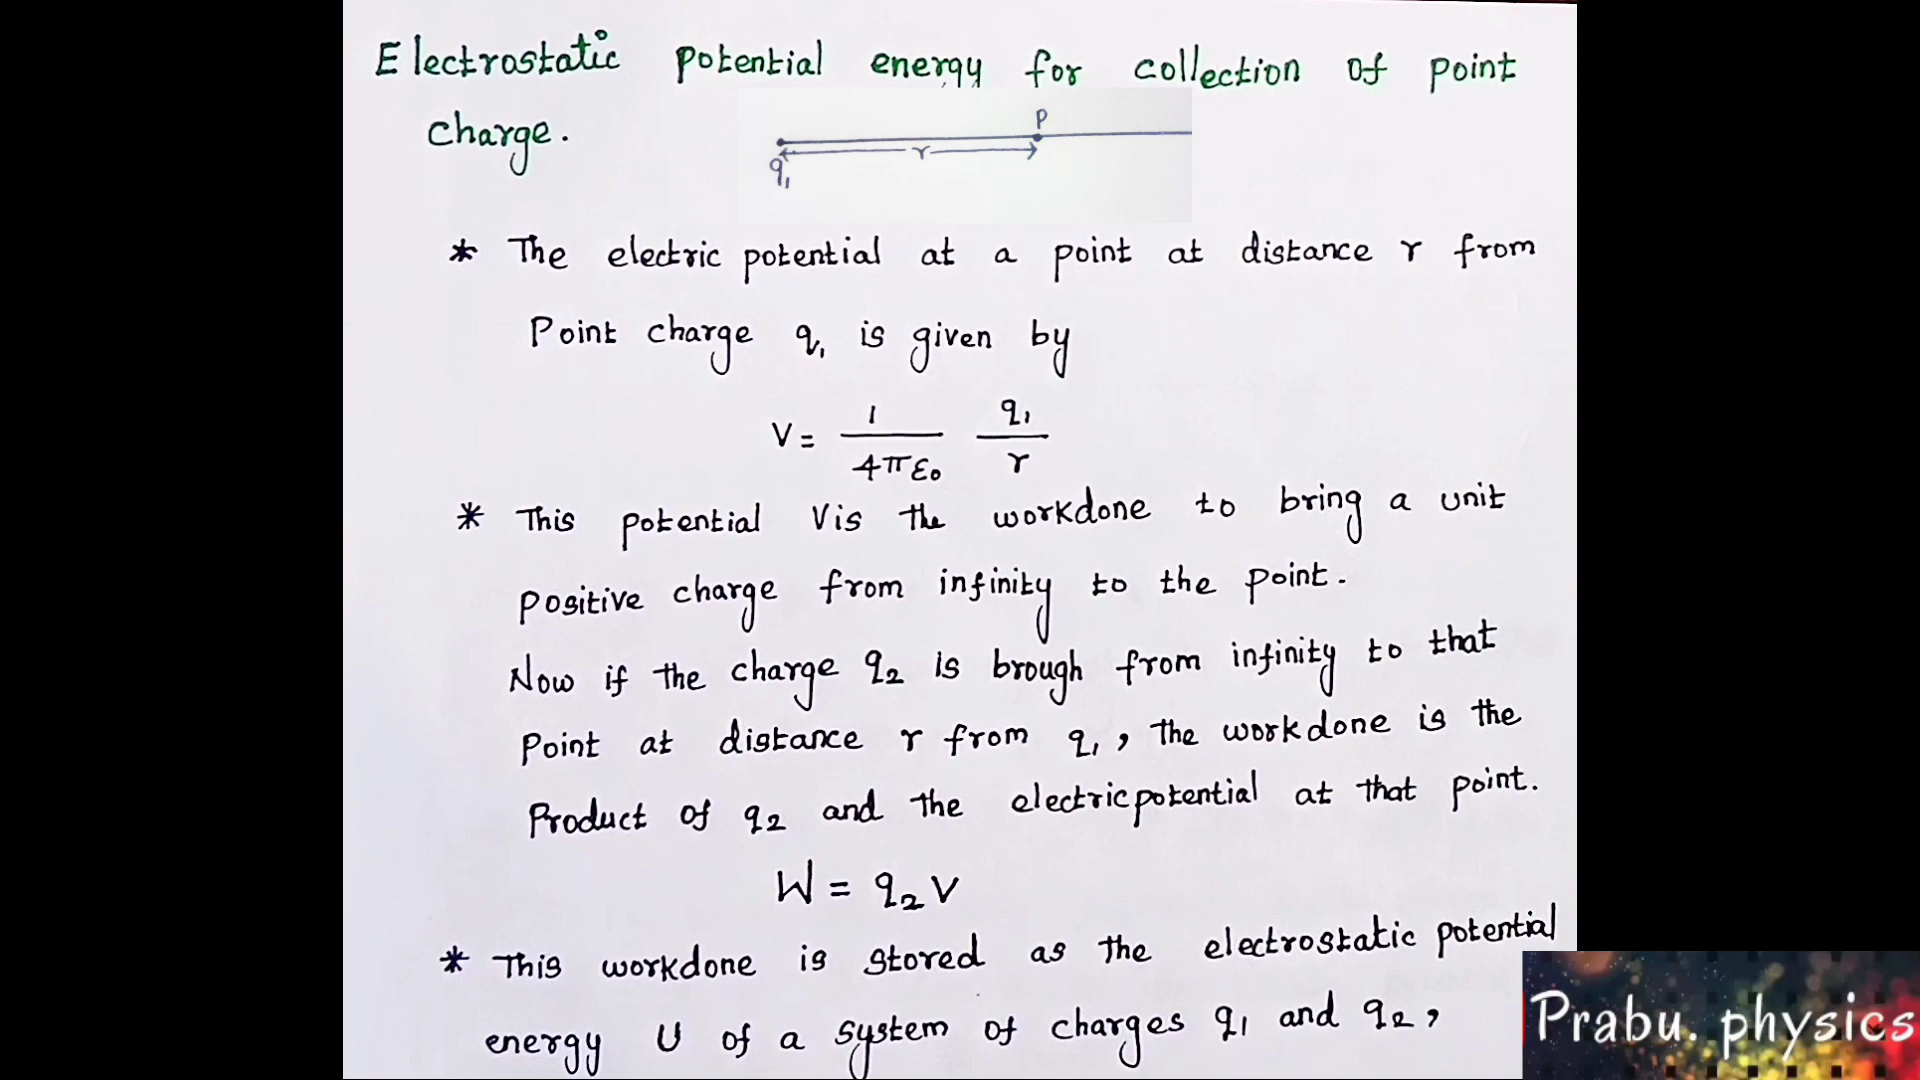 Electrostatic potential energy for collection of point
charge.
P
r
q₁
* The electric potential at a point at distance r from
Point charge q₁ is given by
V = 1/4πε₀ q₁/r
* This potential V is the workdone to bring a unit
positive charge from infinity to the point.
Now if the charge q₂ is brough from infinity to that
Point at distance r from q₁, the workdone is the
Product of q₂ and the electric potential at that point.
W = q₂V
* This workdone is stored as the electrostatic potential
energy U of a system of charges q₁ and q₂,
Prabu. physics